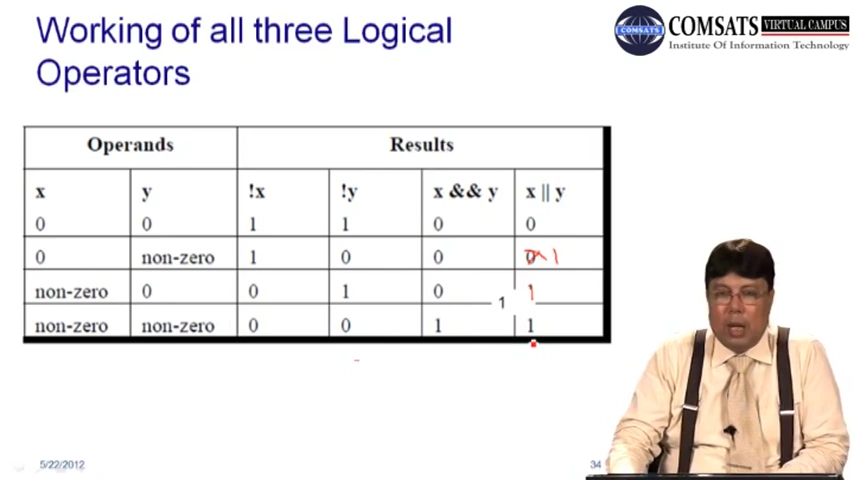 Working of all three Logical
Operators
COMSATS
COMSATS VIRTUAL CAMPUS
Institute Of Information Technology
Operands Results
x y !x !y x && y x || y
0 0 1 1 0 0
0 non-zero 1 0 0 0 1
non-zero 0 0 1 0 1
1
non-zero non-zero 0 0 1 1
5/22/2012
34